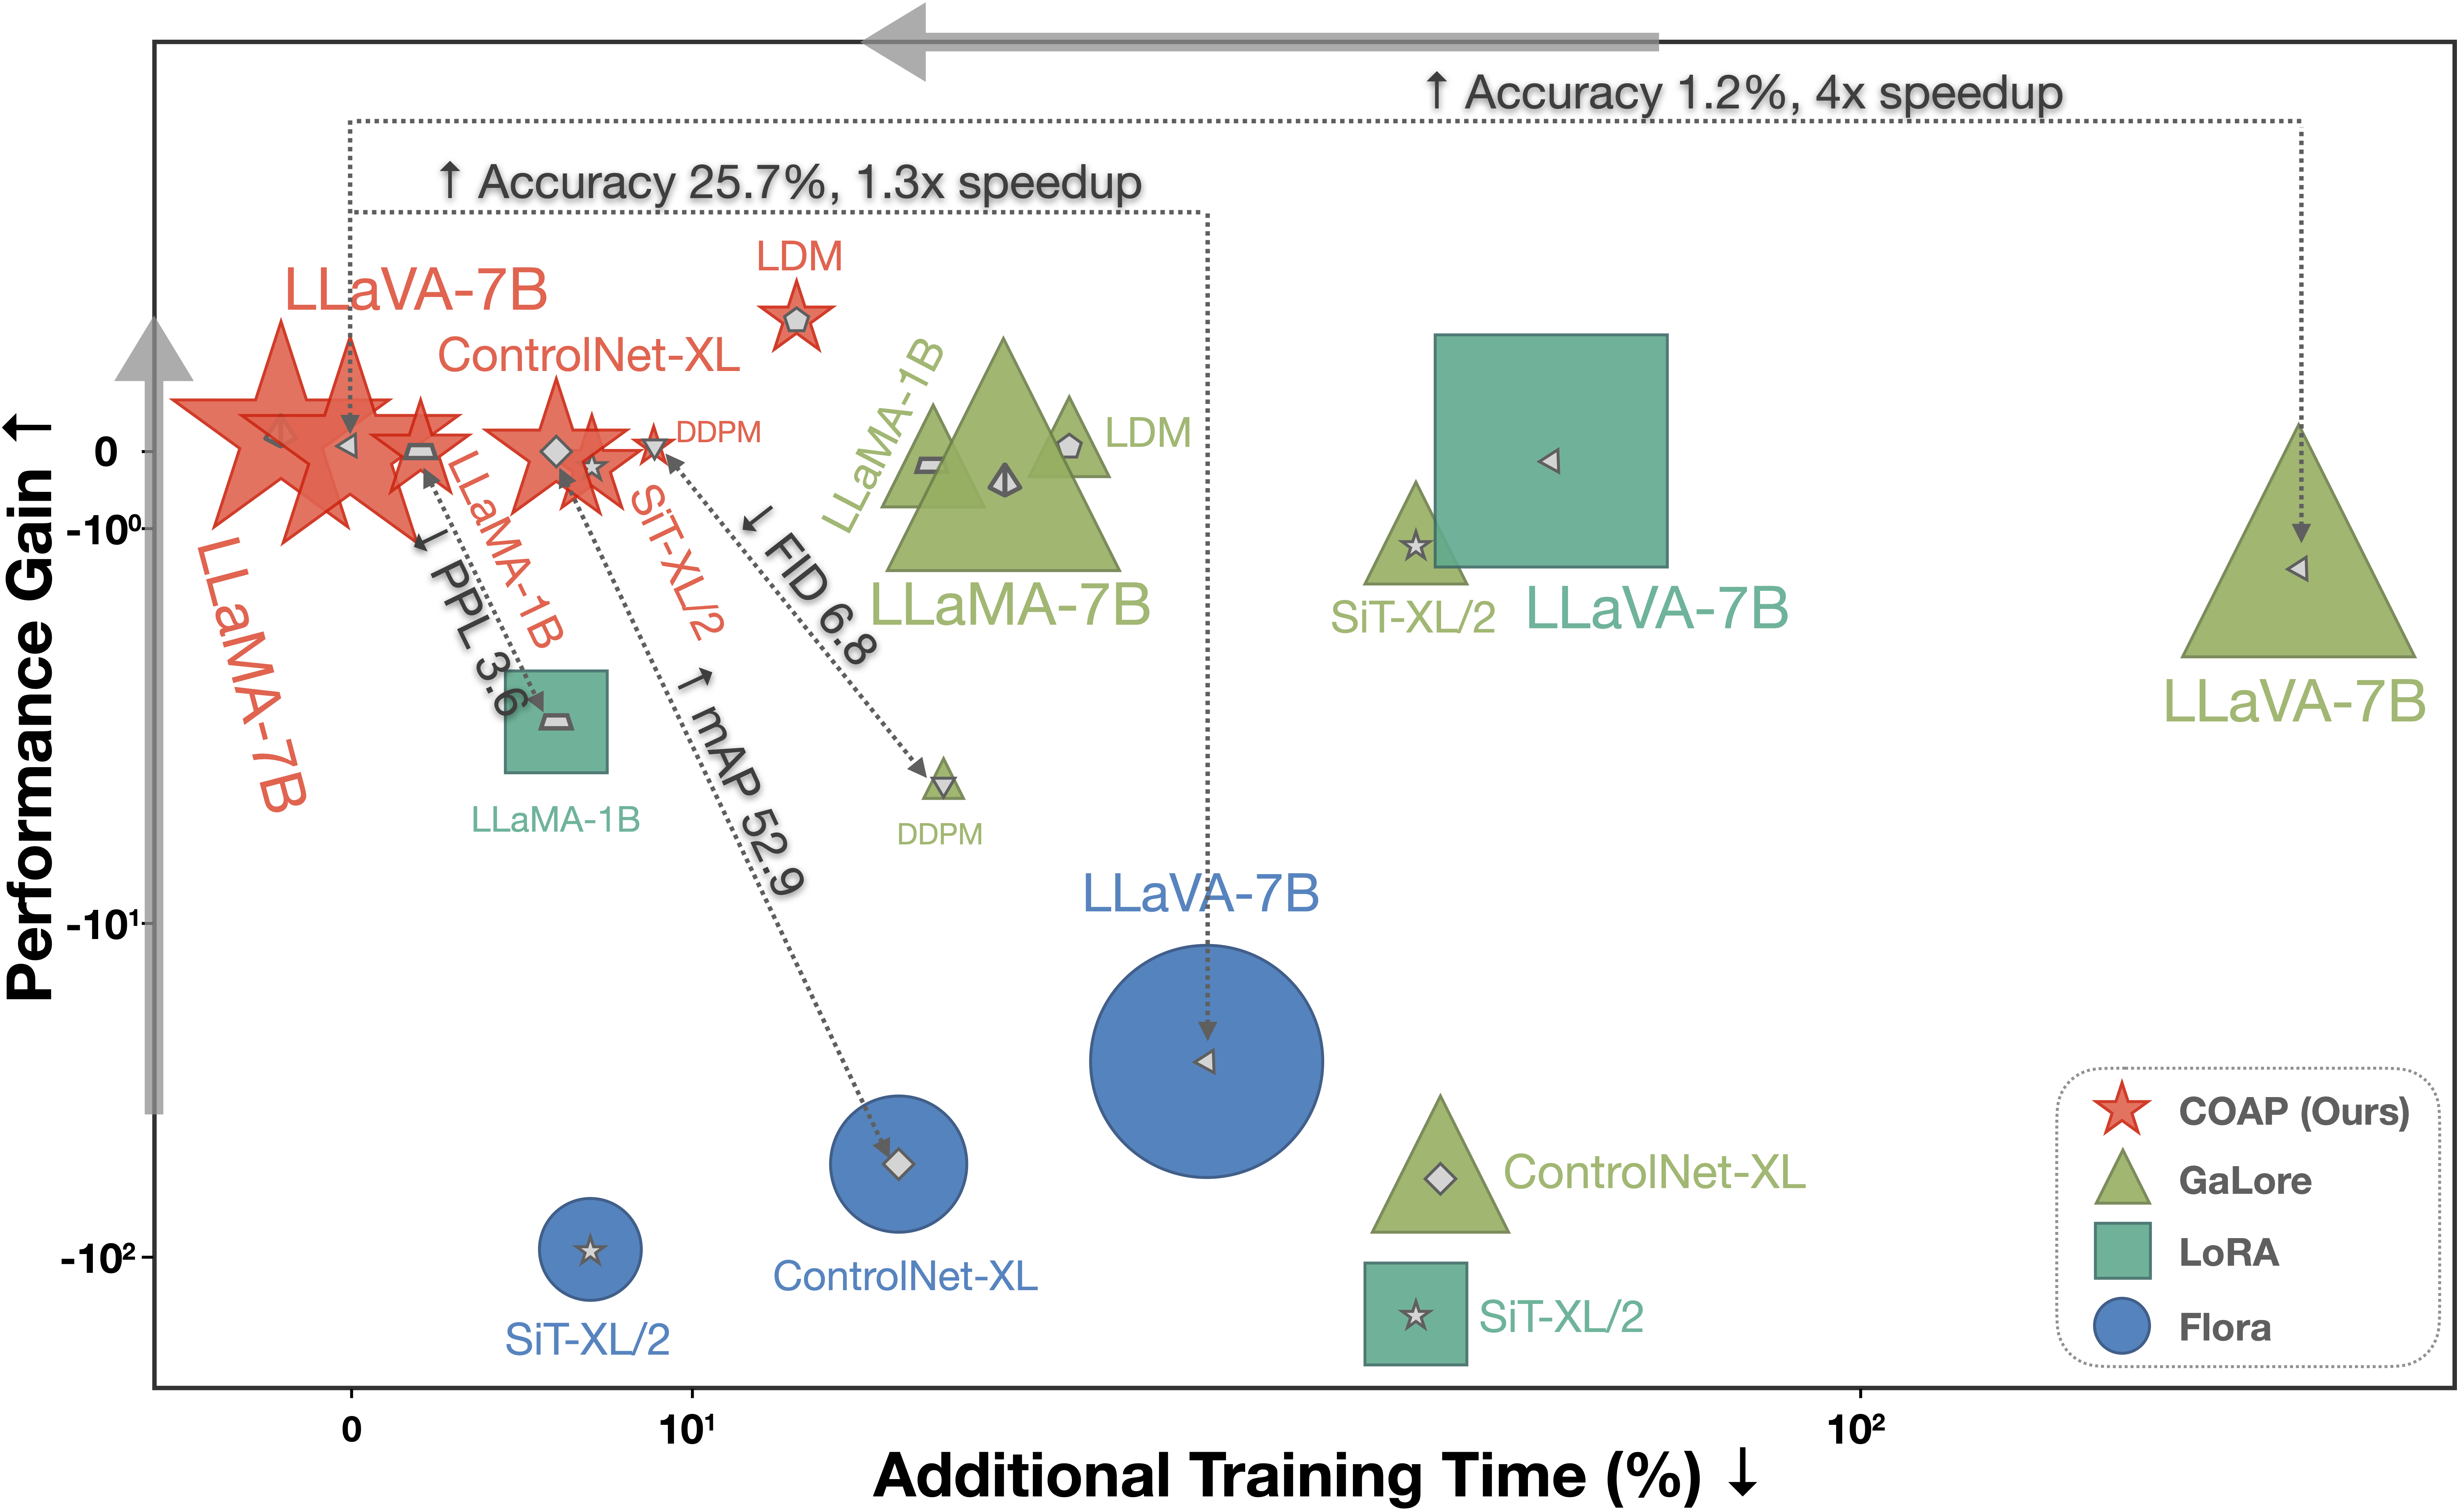 ↑ Accuracy 1.2%, 4x speedup
↑ Accuracy 25.7%, 1.3x speedup
LDM
LLaVA-7B
ControlNet-XL
DDPM
LLaMA-1B
LDM
LLaMA-7B
LLaMA-1B
SiT-XL/2
↓ PPL 3.6
↑ mAP 52.9
↓ FID 6.8
LLaMA-7B
SiT-XL/2
LLaVA-7B
LLaVA-7B
LLaMA-1B
DDPM
LLaVA-7B
ControlNet-XL
ControlNet-XL
SiT-XL/2
SiT-XL/2
COAP (Ours)
GaLore
LoRA
Flora
Performance Gain ↑
0
-10⁰
-10¹
-10²
0
10¹
10²
Additional Training Time (%) ↓